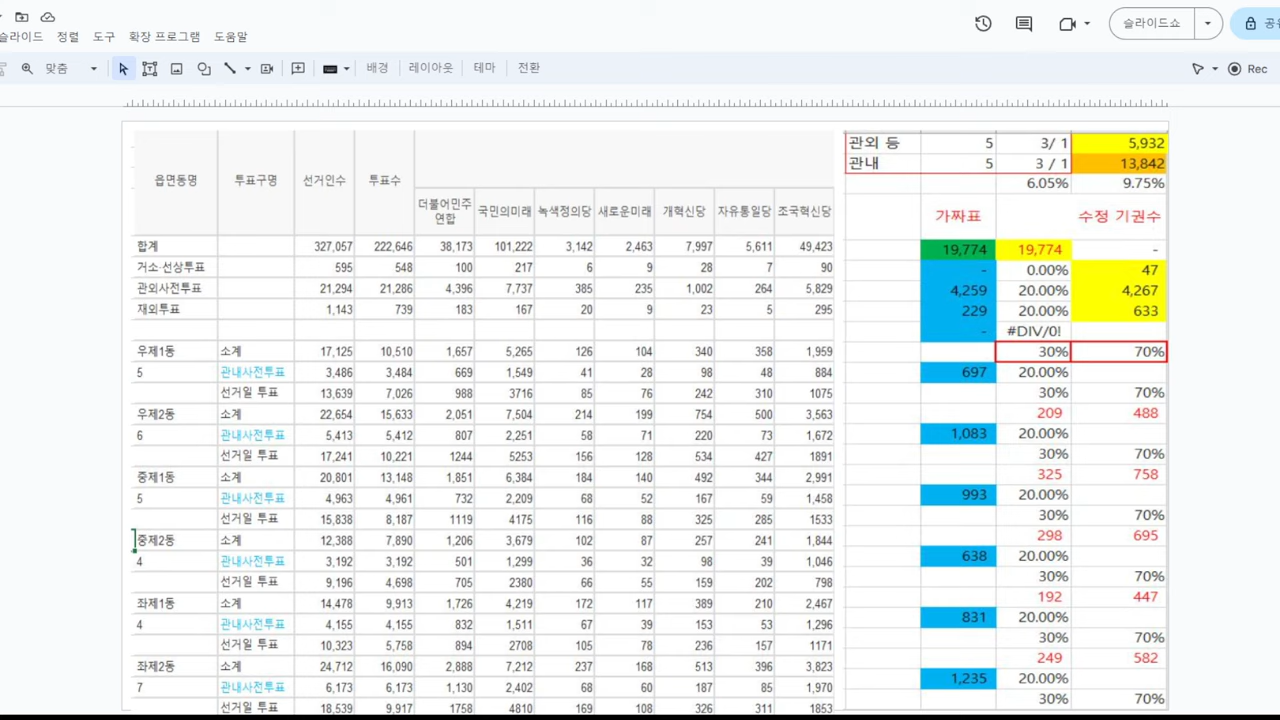 슬라이드 정렬 도구 확장 프로그램 도움말
슬라이드쇼
맞춤 배경 레이아웃 테마 전환 Rec
읍면동명 투표구명 선거인수 투표수 더불어민주연합 국민의미래 녹색정의당 새로운미래 개혁신당 자유통일당 조국혁신당
합계 327,057 222,646 38,173 101,222 3,142 2,463 7,997 5,611 49,423
거소·선상투표 595 548 100 217 6 9 28 7 90
관외사전투표 21,294 21,286 4,396 7,737 385 235 1,002 264 5,829
재외투표 1,143 739 183 167 20 9 23 5 295
우제1동 소계 17,125 10,510 1,657 5,265 126 104 340 358 1,959
5 관내사전투표 3,486 3,484 669 1,549 41 28 98 48 884
선거일 투표 13,639 7,026 988 3716 85 76 242 310 1075
우제2동 소계 22,654 15,633 2,051 7,504 214 199 754 500 3,563
6 관내사전투표 5,413 5,412 807 2,251 58 71 220 73 1,672
선거일 투표 17,241 10,221 1244 5253 156 128 534 427 1891
중제1동 소계 20,801 13,148 1,851 6,384 184 140 492 344 2,991
5 관내사전투표 4,963 4,961 732 2,209 68 52 167 59 1,458
선거일 투표 15,838 8,187 1119 4175 116 88 325 285 1533
중제2동 소계 12,388 7,890 1,206 3,679 102 87 257 241 1,844
4 관내사전투표 3,192 3,192 501 1,299 36 32 98 39 1,046
선거일 투표 9,196 4,698 705 2380 66 55 159 202 798
좌제1동 소계 14,478 9,913 1,726 4,219 172 117 389 210 2,467
4 관내사전투표 4,155 4,155 832 1,511 67 39 153 53 1,296
선거일 투표 10,323 5,758 894 2708 105 78 236 157 1171
좌제2동 소계 24,712 16,090 2,888 7,212 237 168 513 396 3,823
7 관내사전투표 6,173 6,173 1,130 2,402 68 60 187 85 1,970
선거일 투표 18,539 9,917 1758 4810 169 108 326 311 1853
관외 등 5 3/ 1 5,932
관내 5 3 / 1 13,842
6.05% 9.75%
가짜표 수정 기권수
19,774 19,774 -
- 0.00% 47
4,259 20.00% 4,267
229 20.00% 633
- #DIV/0!
30% 70%
697 20.00%
30% 70%
209 488
1,083 20.00%
30% 70%
325 758
993 20.00%
30% 70%
298 695
638 20.00%
30% 70%
192 447
831 20.00%
30% 70%
249 582
1,235 20.00%
30% 70%